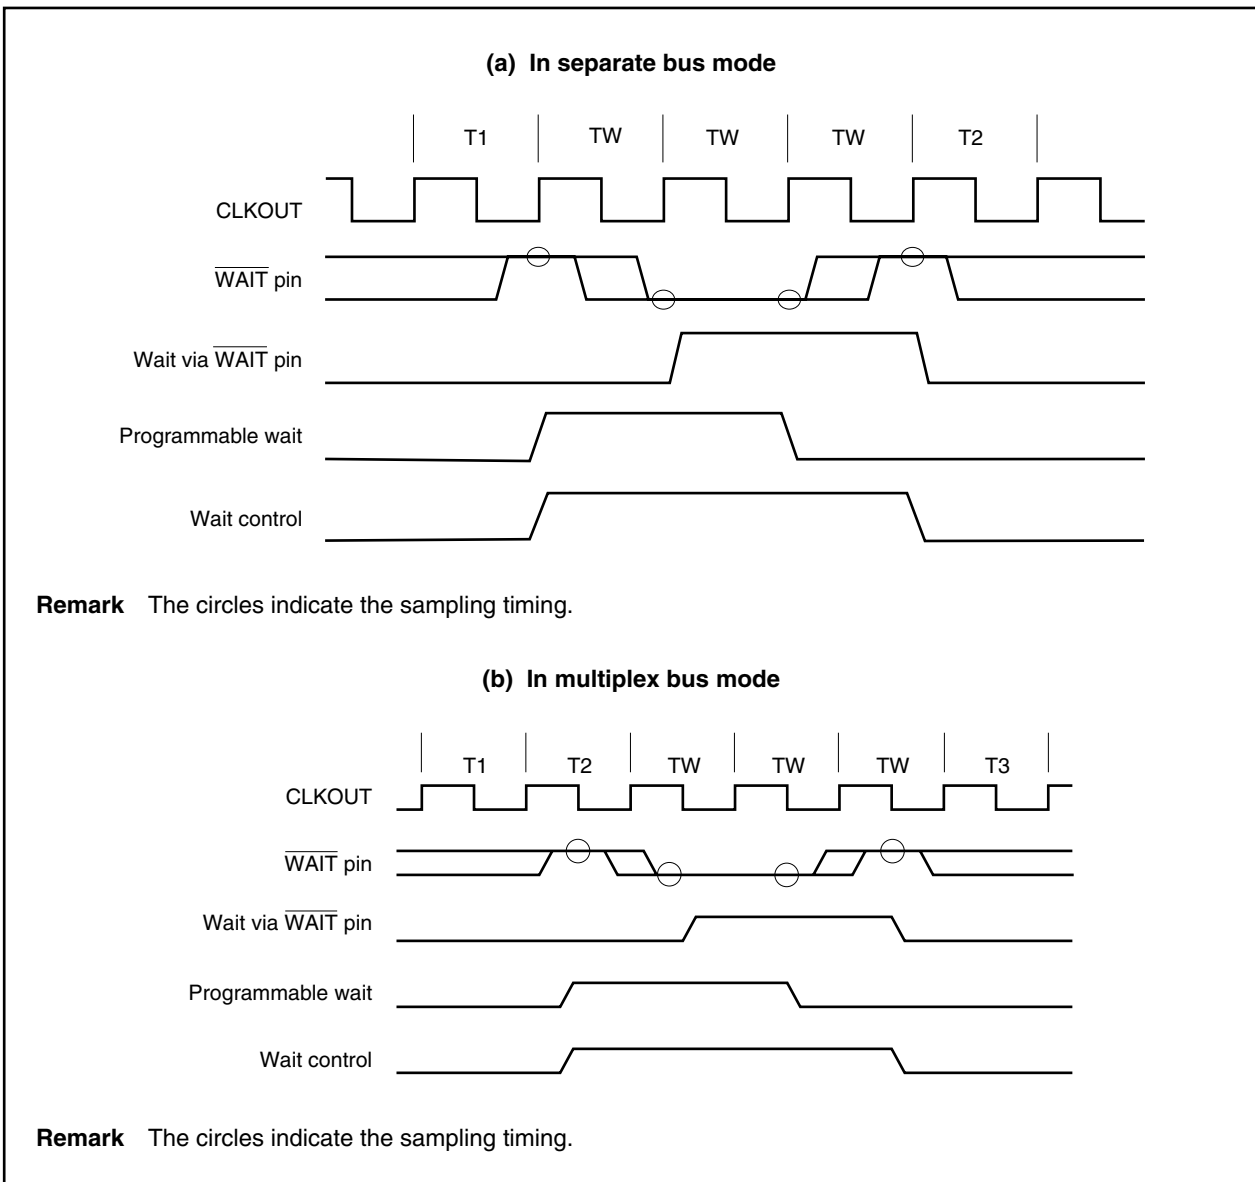 (a) In separate bus mode
T1 TW TW TW T2
CLKOUT
WAIT pin
Wait via WAIT pin
Programmable wait
Wait control
Remark The circles indicate the sampling timing.
(b) In multiplex bus mode
T1 T2 TW TW TW T3
CLKOUT
WAIT pin
Wait via WAIT pin
Programmable wait
Wait control
Remark The circles indicate the sampling timing.